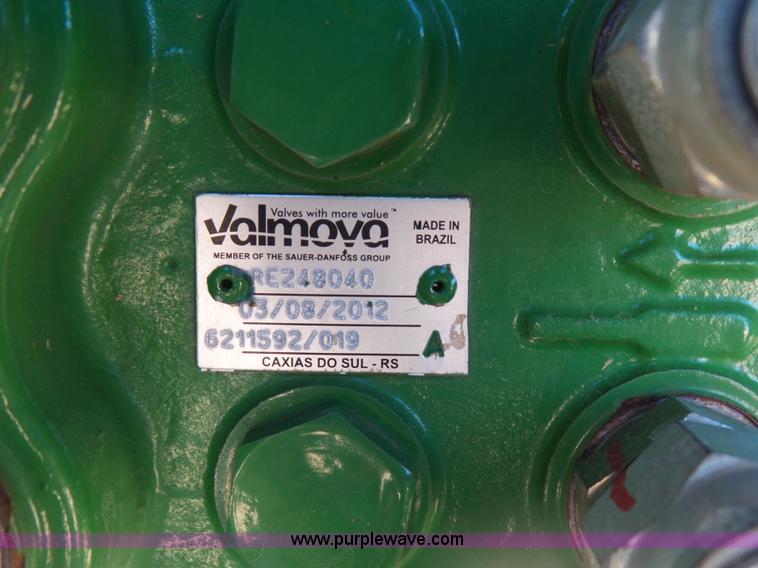 Valves with more value™
Valmova
MADE IN
BRAZIL
MEMBER OF THE SAUER-DANFOSS GROUP
RE248040
03/08/2012
6211592/019 A
CAXIAS DO SUL - RS
www.purplewave.com